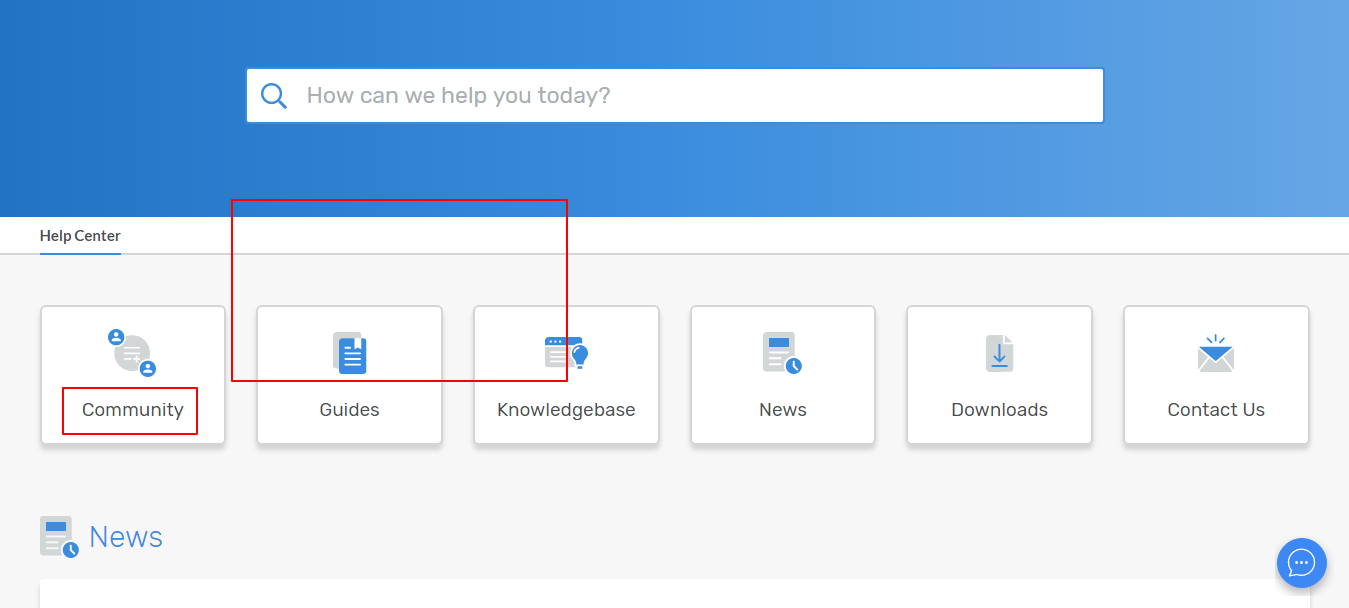 How can we help you today?
Help Center
Community
Guides
Knowledgebase
News
Downloads
Contact Us
News